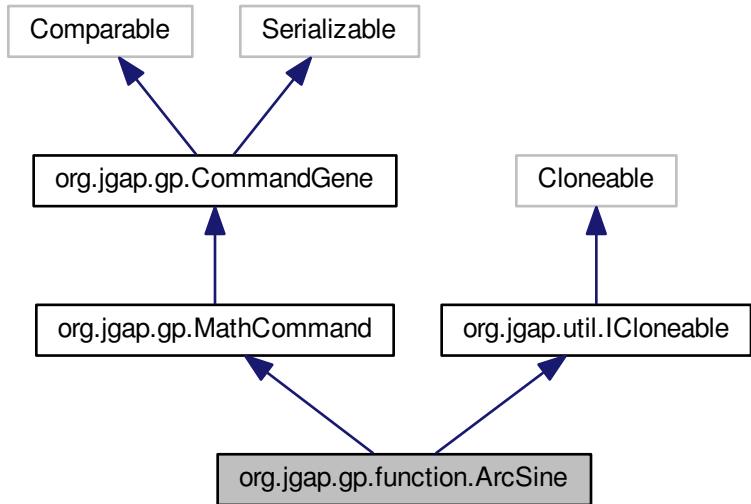 Comparable
Serializable
org.jgap.gp.CommandGene
Cloneable
org.jgap.gp.MathCommand
org.jgap.util.ICloneable
org.jgap.gp.function.ArcSine